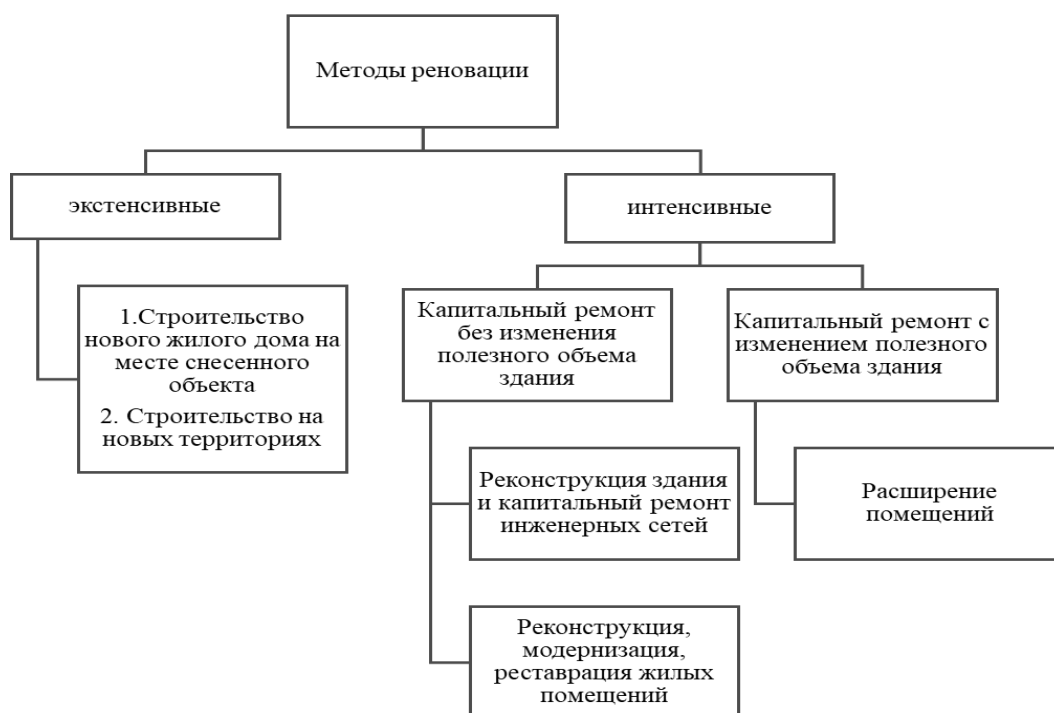 Методы реновации
экстенсивные
1.Строительство
нового жилого дома на
месте снесенного
объекта
2. Строительство на
новых территориях
интенсивные
Капитальный ремонт
без изменения
полезного объема
здания
Реконструкция здания
и капитальный ремонт
инженерных сетей
Реконструкция,
модернизация,
реставрация жилых
помещений
Капитальный ремонт с
изменением полезного
объема здания
Расширение
помещений